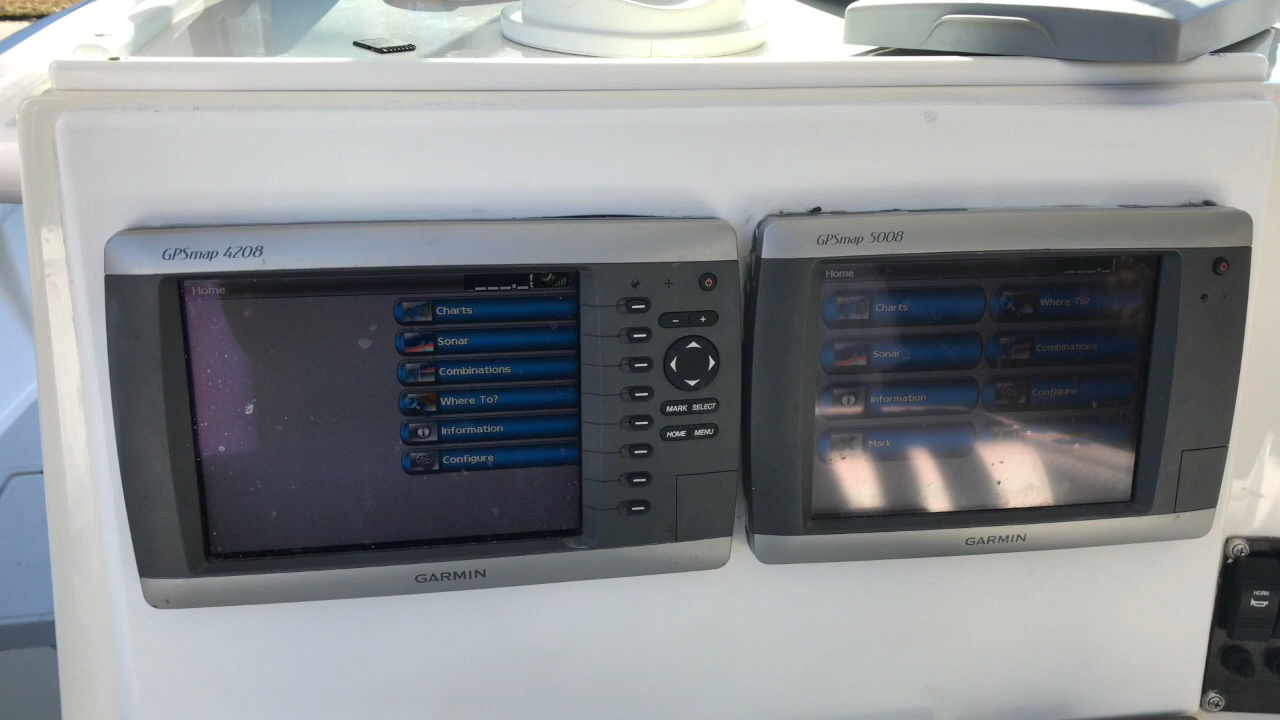 GPSmap 4208
Home
Charts
Sonar
Combinations
Where To?
Information
Configure
MARK SELECT
HOME MENU
GARMIN
GPSmap 5008
Home
Charts
Where To?
Sonar
Combinations
Information
Configure
Mark
GARMIN
HORN